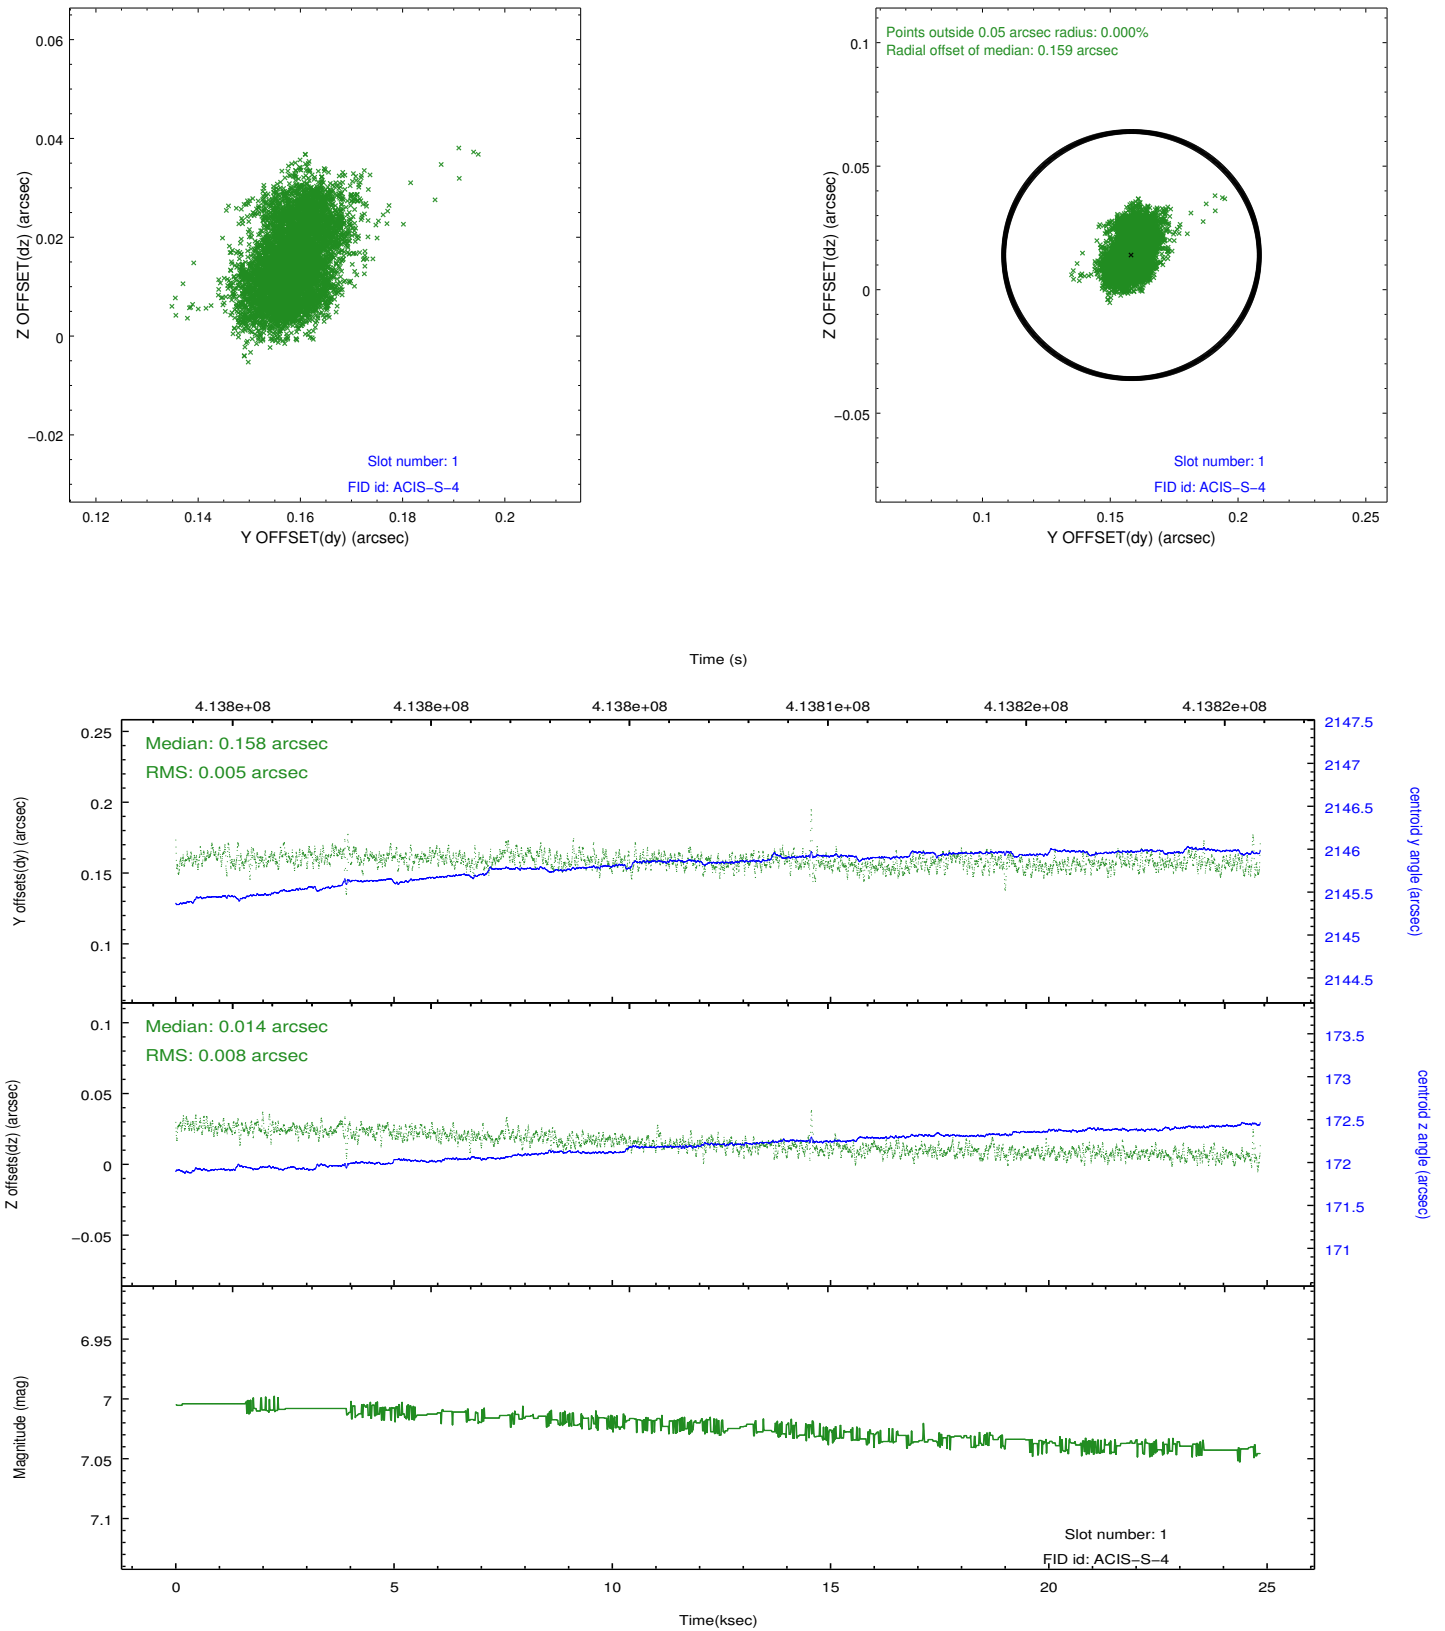 0.06
0.04
0.02
0
−0.02
Z OFFSET(dz) (arcsec)
Slot number: 1
FID id: ACIS−S−4
0.12 0.14 0.16 0.18 0.2
Y OFFSET(dy) (arcsec)
Points outside 0.05 arcsec radius: 0.000%
Radial offset of median: 0.159 arcsec
0.1
0.05
0
−0.05
Z OFFSET(dz) (arcsec)
Slot number: 1
FID id: ACIS−S−4
0.1 0.15 0.2 0.25
Y OFFSET(dy) (arcsec)
Time (s)
4.138e+08 4.138e+08 4.138e+08 4.1381e+08 4.1382e+08 4.1382e+08
Median: 0.158 arcsec
RMS: 0.005 arcsec
0.25
0.2
0.15
0.1
Y offsets(dy) (arcsec)
2147.5
2147
2146.5
2146
2145.5
2145
2144.5
centroid y angle (arcsec)
Median: 0.014 arcsec
RMS: 0.008 arcsec
0.1
0.05
0
−0.05
Z offsets(dz) (arcsec)
173.5
173
172.5
172
171.5
171
centroid z angle (arcsec)
6.95
7
7.05
7.1
Magnitude (mag)
Slot number: 1
FID id: ACIS−S−4
0 5 10 15 20 25
Time(ksec)